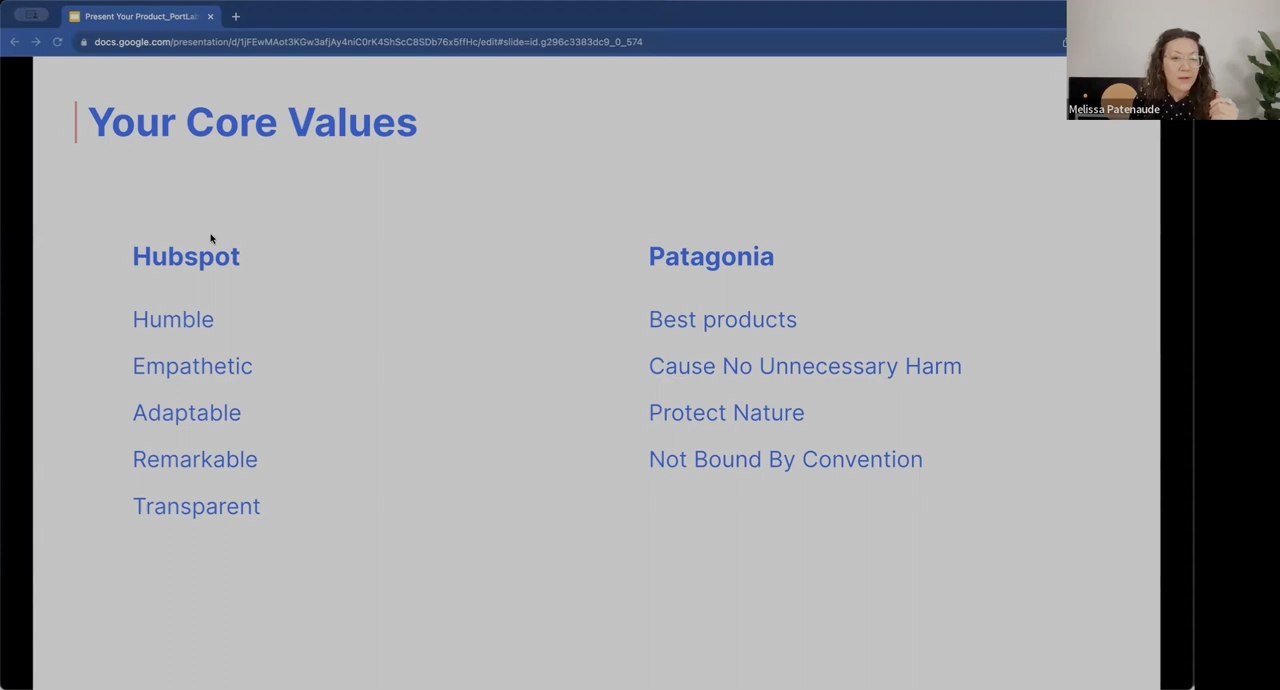 Present Your Product_PortLa
docs.google.com/presentation/d/1jFEwMAot3KGw3afjAy4niC0rK4ShScC8SDb76x5ffHc/edit#slide=id.g296c3383dc9_0_574
Melissa Patenaude
Your Core Values
Hubspot
Humble
Empathetic
Adaptable
Remarkable
Transparent
Patagonia
Best products
Cause No Unnecessary Harm
Protect Nature
Not Bound By Convention